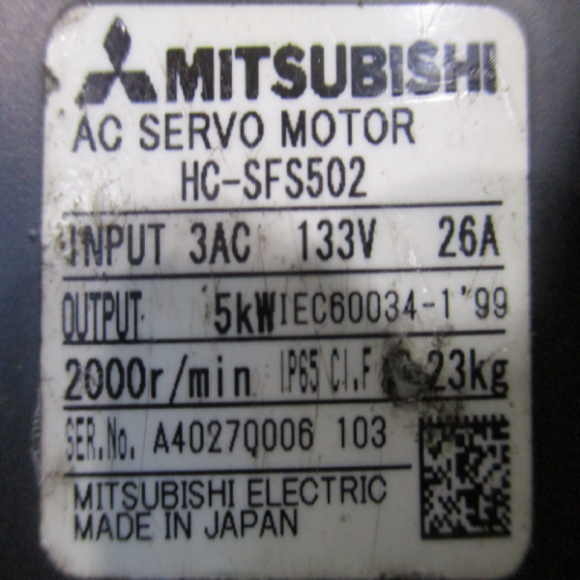 MITSUBISHI
AC SERVO MOTOR
HC-SFS502
INPUT 3AC 133V 26A
OUTPUT 5kW IEC60034-1'99
2000r/min IP65 CI.F 23kg
SER.No. A4027Q006 103
MITSUBISHI ELECTRIC
MADE IN JAPAN